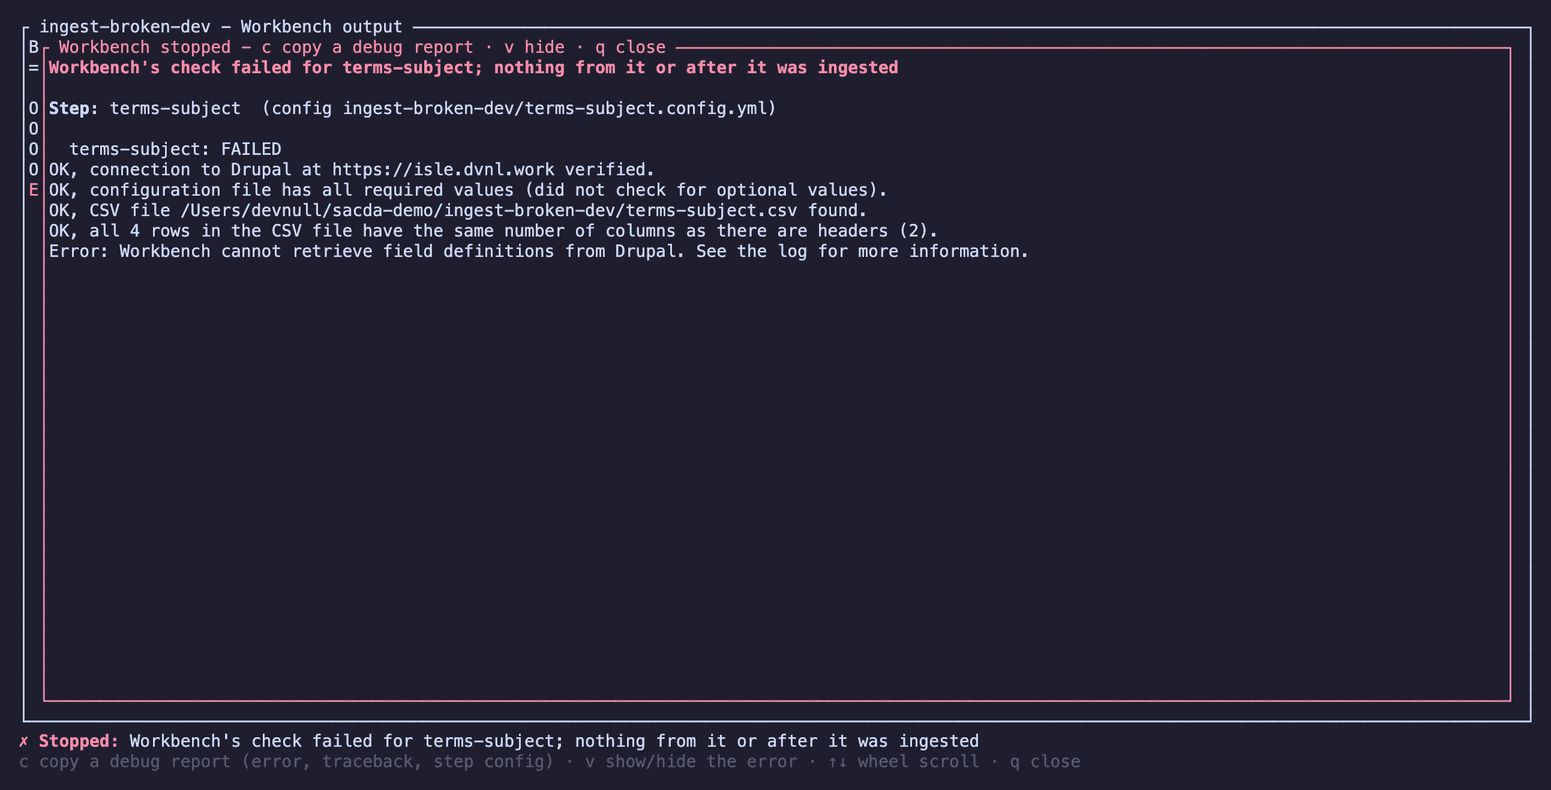 ingest-broken-dev — Workbench output
B Workbench stopped — c copy a debug report · v hide · q close
= Workbench's check failed for terms-subject; nothing from it or after it was ingested
O Step: terms-subject  (config ingest-broken-dev/terms-subject.config.yml)
O
O terms-subject: FAILED
O OK, connection to Drupal at https://isle.dvnl.work verified.
E OK, configuration file has all required values (did not check for optional values).
OK, CSV file /Users/devnull/sacda-demo/ingest-broken-dev/terms-subject.csv found.
OK, all 4 rows in the CSV file have the same number of columns as there are headers (2).
Error: Workbench cannot retrieve field definitions from Drupal. See the log for more information.
✗ Stopped: Workbench's check failed for terms-subject; nothing from it or after it was ingested
c copy a debug report (error, traceback, step config) · v show/hide the error · ↑↓ wheel scroll · q close